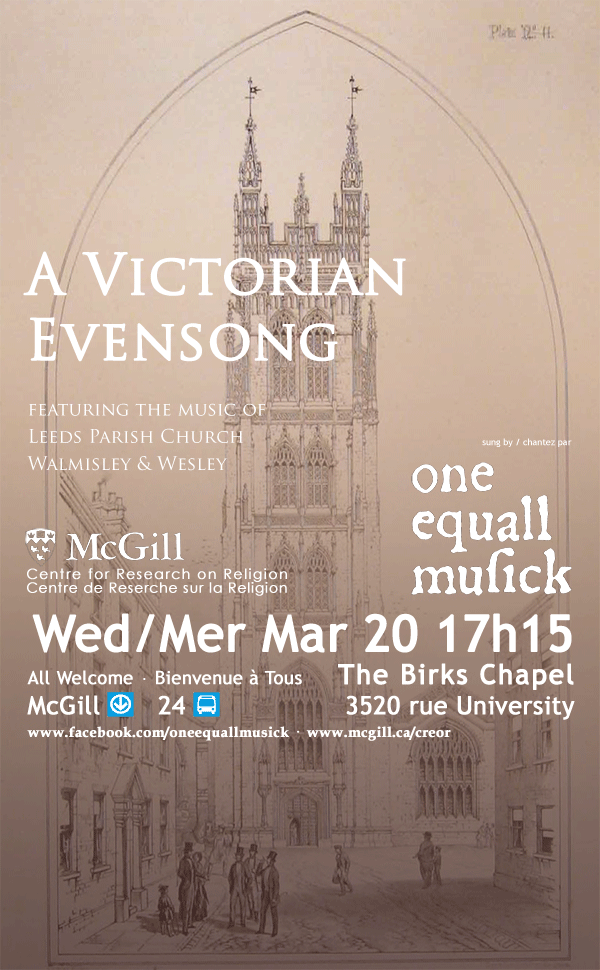 A Victorian
Evensong
featuring the music of
Leeds Parish Church
Walmisley & Wesley
sung by / chantez par
one
equall
muſick
McGill
Centre for Research on Religion
Centre de Reserche sur la Religion
Wed/Mer Mar 20 17h15
All Welcome · Bienvenue à Tous
The Birks Chapel
McGill 24
3520 rue University
www.facebook.com/oneequallmusick · www.mcgill.ca/creor